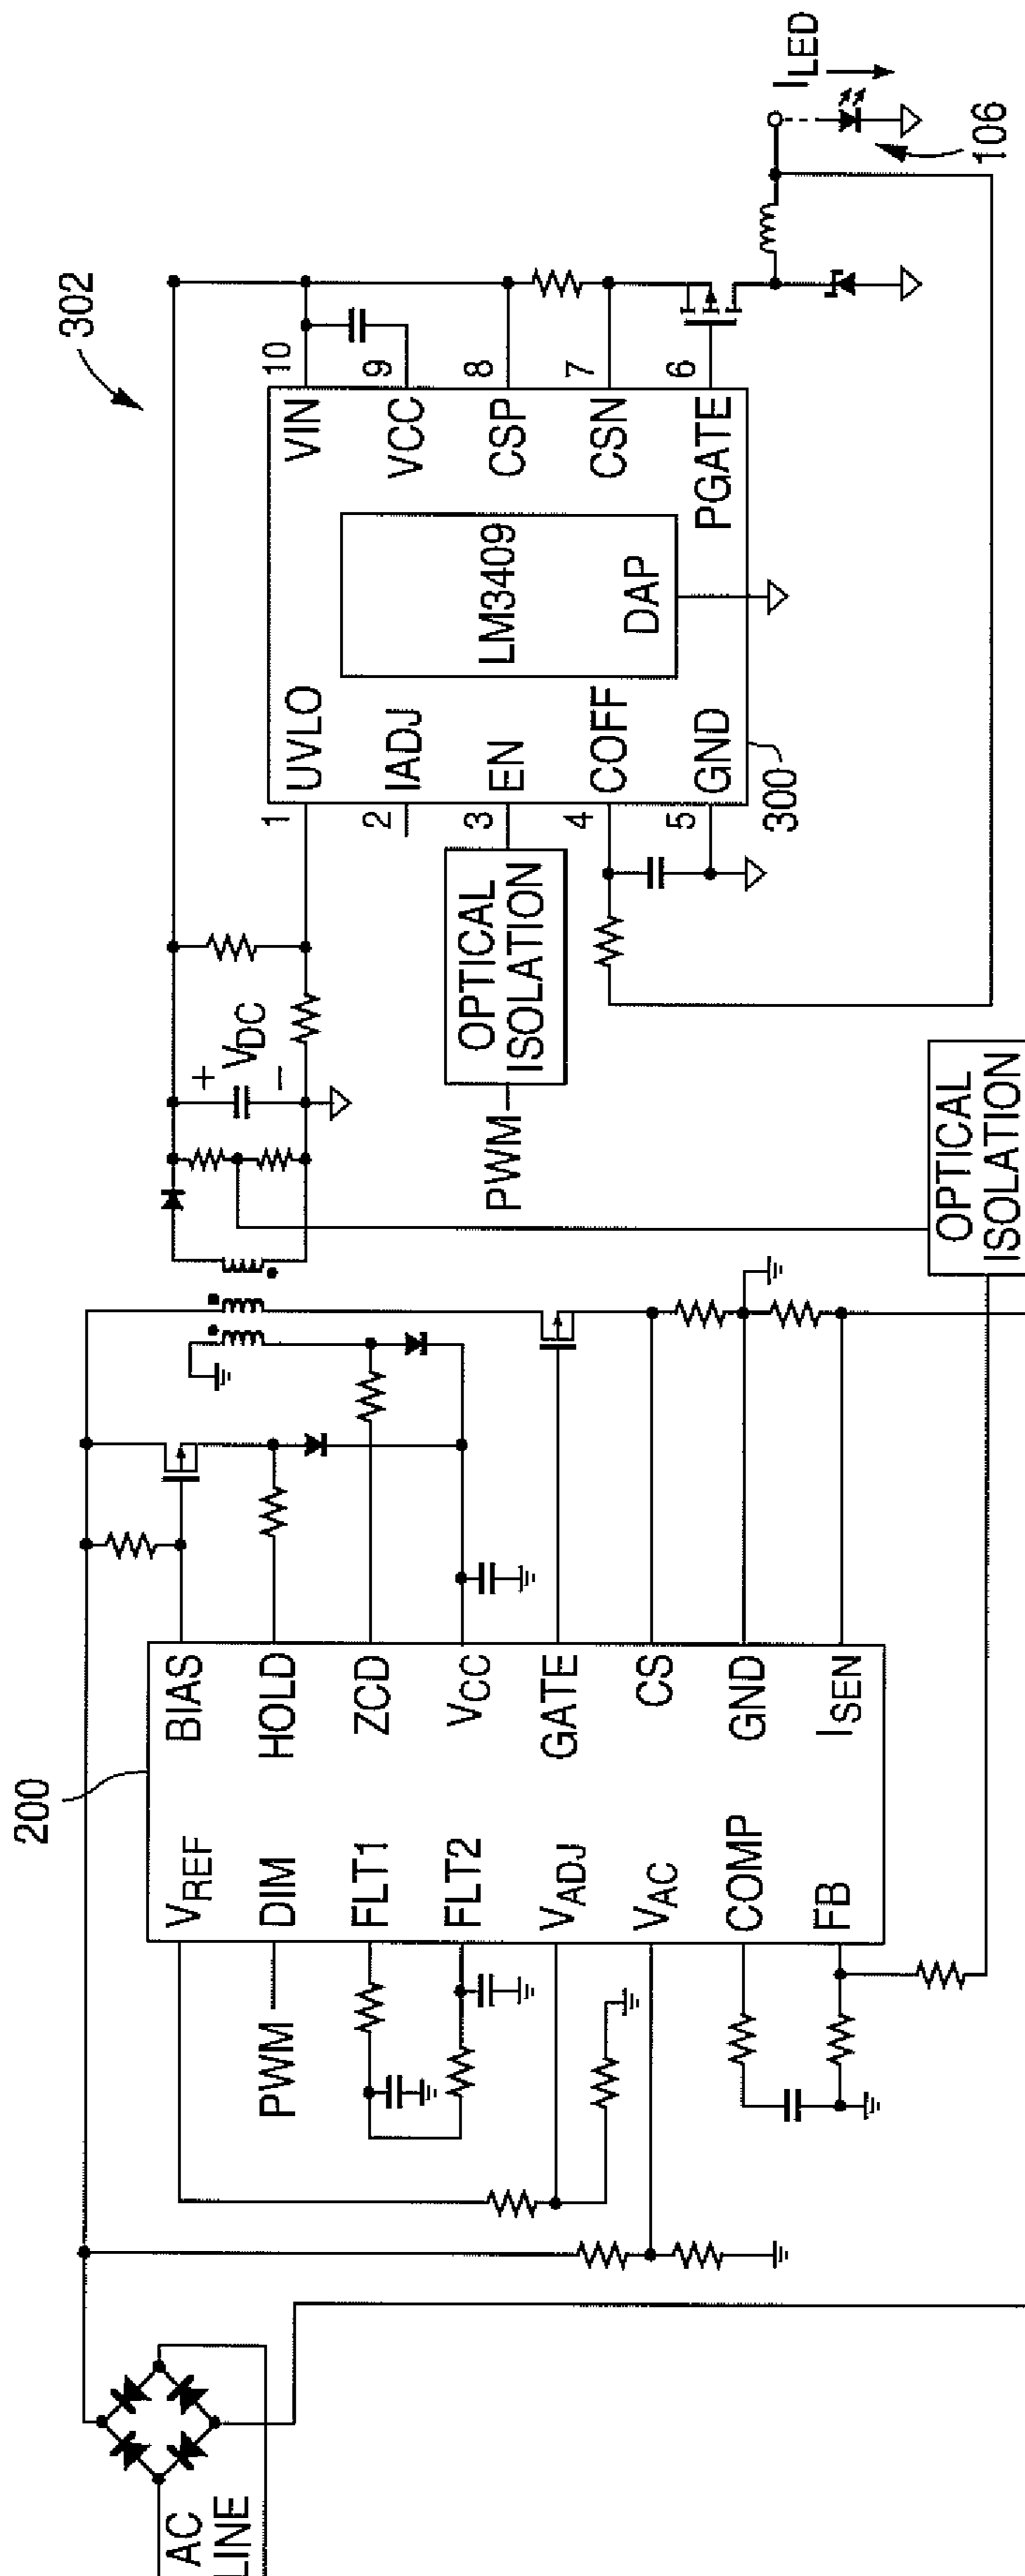 302
200
AC
LINE
VREF
DIM
FLT1
FLT2
VADJ
VAC
COMP
FB
BIAS
HOLD
ZCD
VCC
GATE
CS
GND
ISEN
PWM
+
VDC
−
PWM
OPTICAL
ISOLATION
OPTICAL
ISOLATION
1
2
3
4
5
UVLO
IADJ
EN
COFF
GND
LM3409
DAP
VIN
VCC
CSP
CSN
PGATE
10
9
8
7
6
300
ILED
106